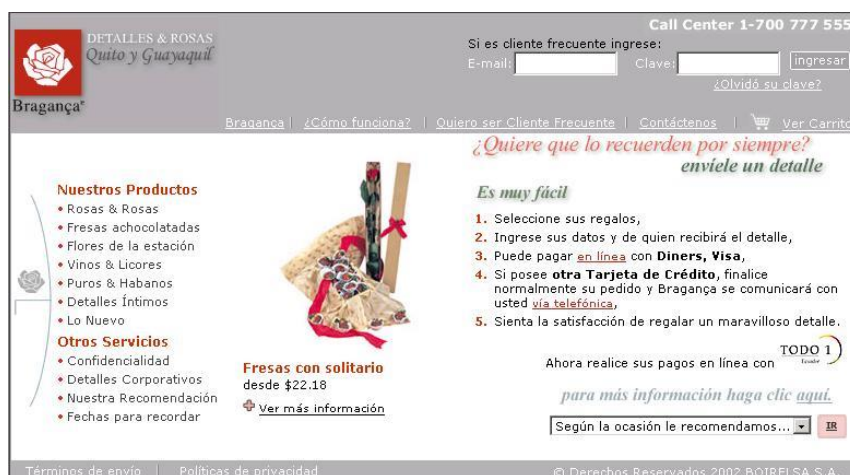 DETALLES & ROSAS
Quito y Guayaquil
Bragança
Call Center 1-700 777 555
Si es cliente frecuente ingrese:
E-mail: Clave: ingresar
¿Olvidó su clave?
Bragança | ¿Cómo funciona? | Quiero ser Cliente Frecuente | Contáctenos | Ver Carrito
¿Quiere que lo recuerden por siempre?
envíele un detalle
Nuestros Productos
• Rosas & Rosas
• Fresas achocolatadas
• Flores de la estación
• Vinos & Licores
• Puros & Habanos
• Detalles Íntimos
• Lo Nuevo
Otros Servicios
• Confidencialidad
• Detalles Corporativos
• Nuestra Recomendación
• Fechas para recordar
Fresas con solitario
desde $22.18
Ver más información
Es muy fácil
1. Seleccione sus regalos,
2. Ingrese sus datos y de quien recibirá el detalle,
3. Puede pagar en línea con Diners, Visa,
4. Si posee otra Tarjeta de Crédito, finalice
normalmente su pedido y Bragança se comunicará con
usted vía telefónica,
5. Sienta la satisfacción de regalar un maravilloso detalle.
Ahora realice sus pagos en línea con TODO 1
Ecuador
para más información haga clic aquí.
Según la ocasión le recomendamos... IR
Términos de envío | Políticas de privacidad
© Derechos Reservados 2002 BOIRELSA S.A.